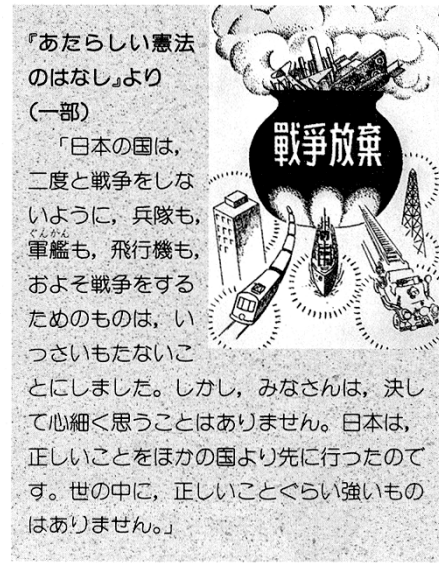 『あたらしい憲法
のはなし』より
(一部)
「日本の国は,
二度と戦争をしな
いように,兵隊も,
ぐんかん
軍艦も,飛行機も,
およそ戦争をする
ためのものは,い
っさいもたないこ
とにしました。しかし,みなさんは,決し
て心細く思うことはありません。日本は,
正しいことをほかの国より先に行ったので
す。世の中に,正しいことぐらい強いもの
はありません。」
戰爭放棄